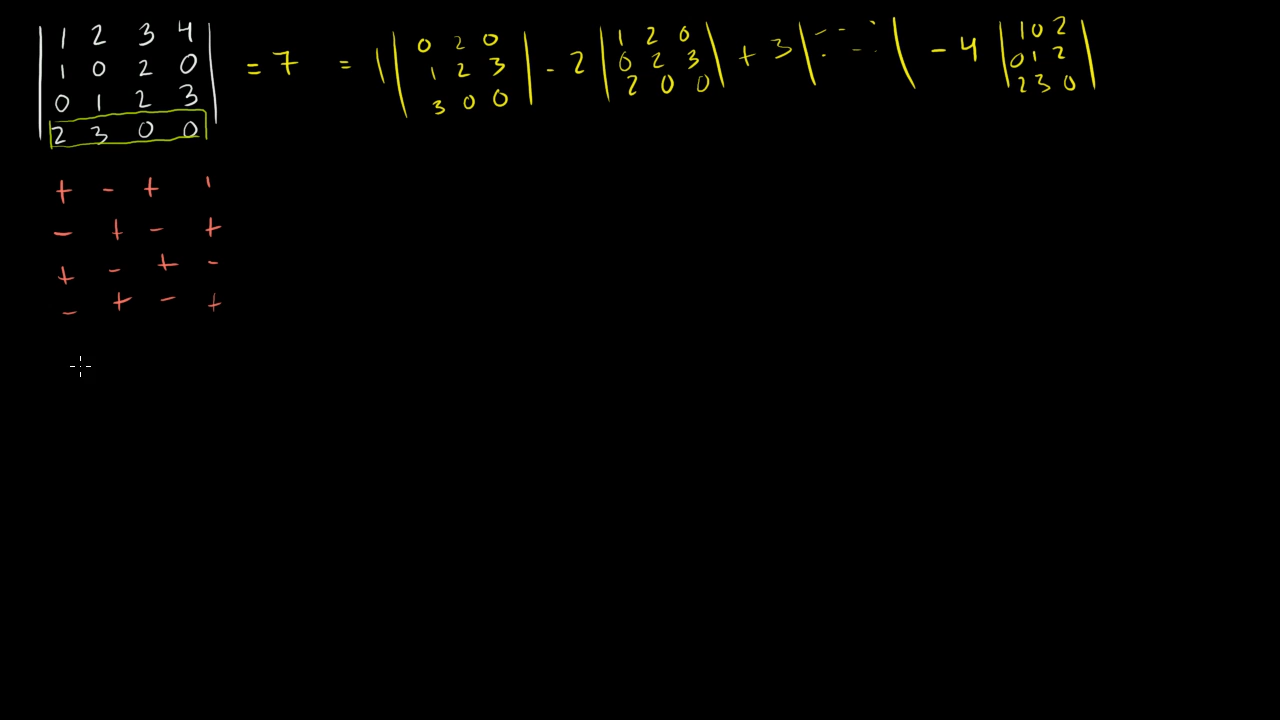 |1 2 3 4| = 7 = 1 |0 2 0| - 2 |1 2 0| + 3 | | - 4 |1 0 2|
|1 0 2 0| |1 2 3| |0 2 3| |0 1 2|
|0 1 2 3| |3 0 0| |2 0 0| |2 3 0|
|2 3 0 0|
+ - +
- + - +
+ - + -
- + - +